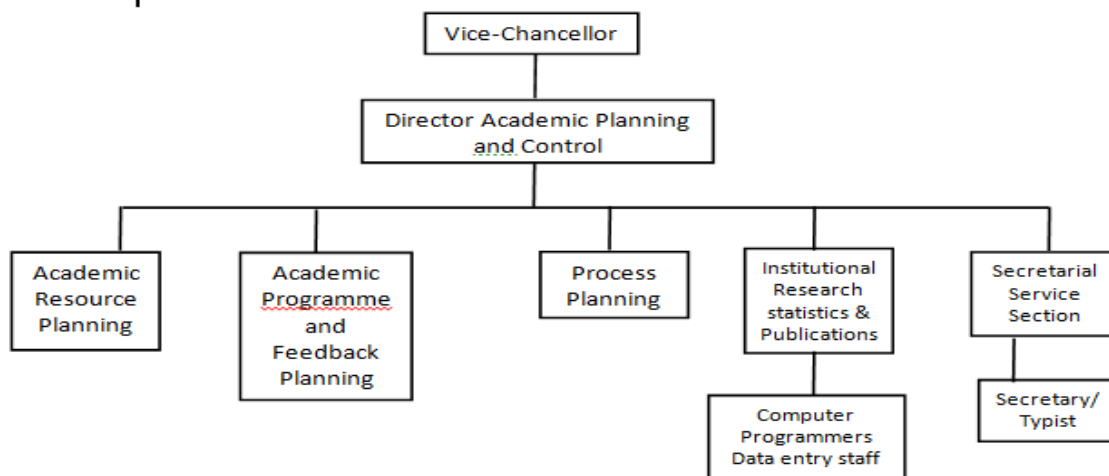 Vice-Chancellor
Director Academic Planning
and Control
Academic
Resource
Planning
Academic
Programme
and
Feedback
Planning
Process
Planning
Institutional
Research
statistics &
Publications
Secretarial
Service
Section
Computer
Programmers
Data entry staff
Secretary/
Typist